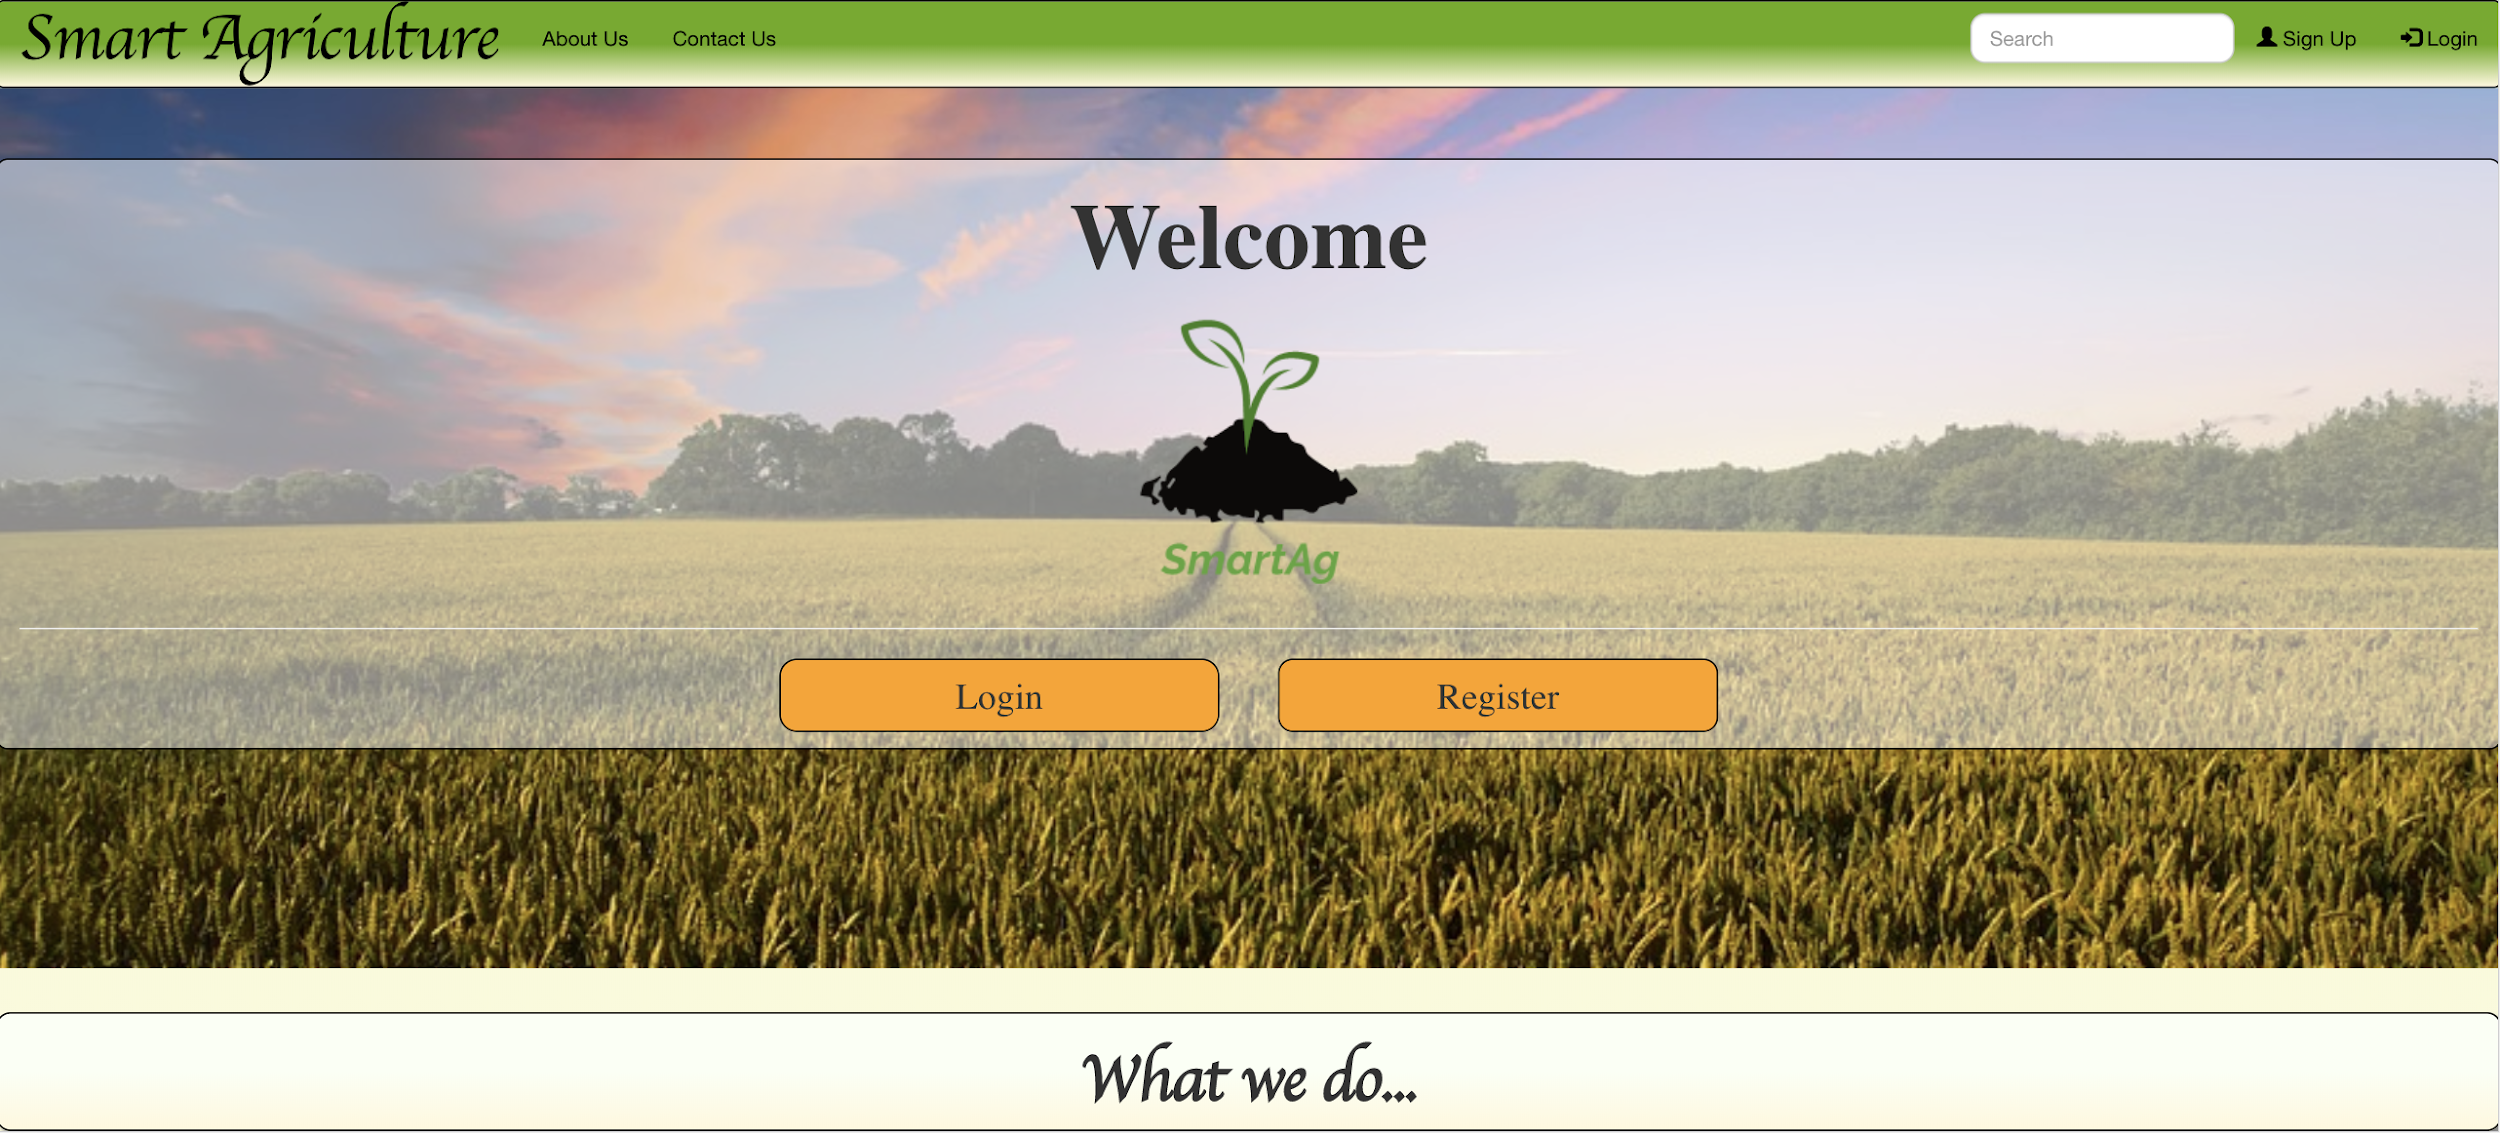 Smart Agriculture About Us Contact Us Search Sign Up Login
Welcome
SmartAg
Login Register
What we do...